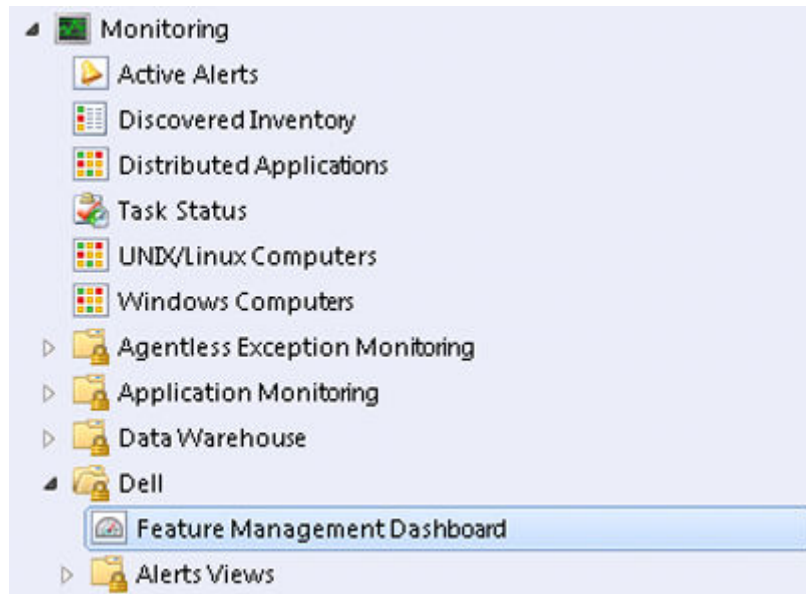 Monitoring
Active Alerts
Discovered Inventory
Distributed Applications
Task Status
UNIX/Linux Computers
Windows Computers
Agentless Exception Monitoring
Application Monitoring
Data Warehouse
Dell
Feature Management Dashboard
Alerts Views